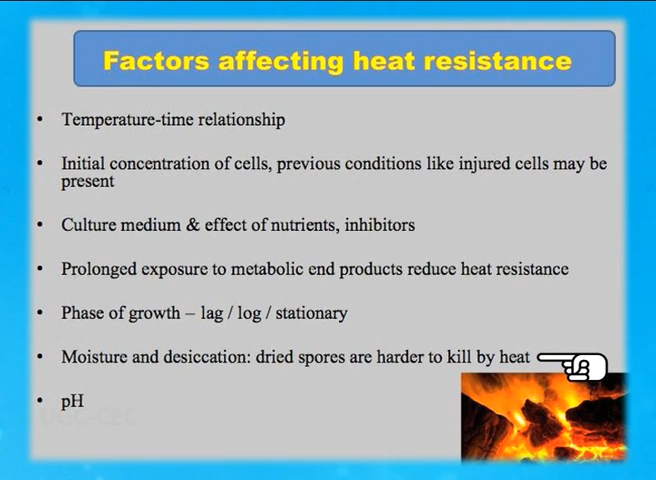 Factors affecting heat resistance
• Temperature-time relationship
• Initial concentration of cells, previous conditions like injured cells may be
present
• Culture medium & effect of nutrients, inhibitors
• Prolonged exposure to metabolic end products reduce heat resistance
• Phase of growth – lag / log / stationary
• Moisture and desiccation: dried spores are harder to kill by heat
• pH
UGC-CEC